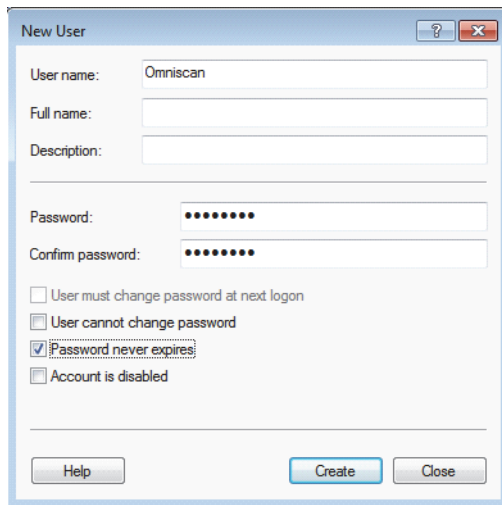 New User
User name: Omniscan
Full name:
Description:
Password: ●●●●●●●●
Confirm password: ●●●●●●●●
User must change password at next logon
User cannot change password
Password never expires
Account is disabled
Help Create Close